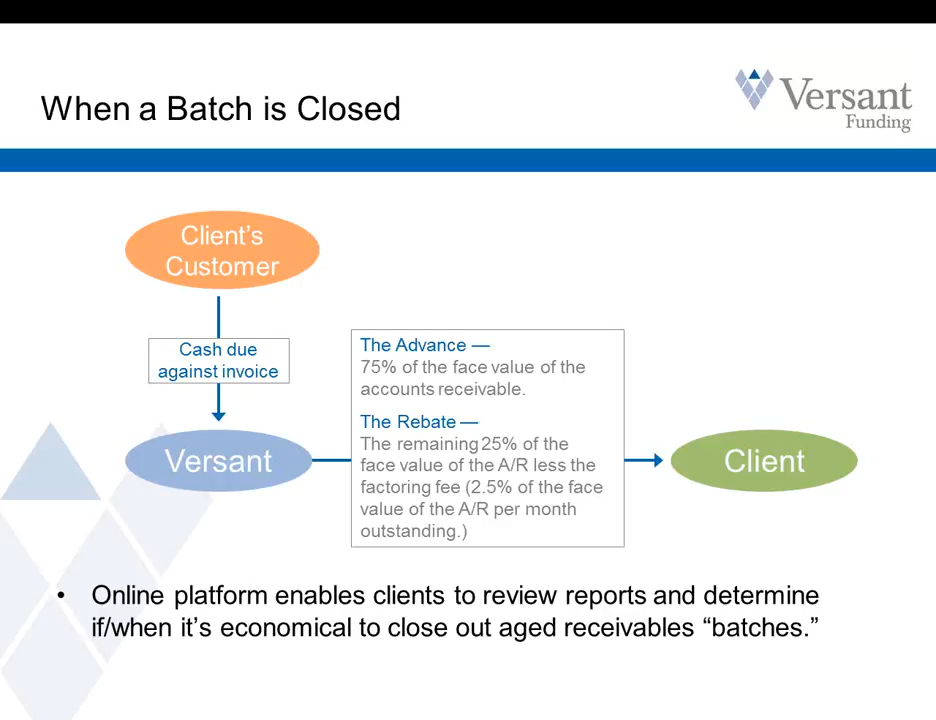 When a Batch is Closed
Versant
Funding
Client’s
Customer
Cash due
against invoice
The Advance —
75% of the face value of the
accounts receivable.
The Rebate —
The remaining 25% of the
face value of the A/R less the
factoring fee (2.5% of the face
value of the A/R per month
outstanding.)
Versant
Client
• Online platform enables clients to review reports and determine
if/when it’s economical to close out aged receivables “batches.”